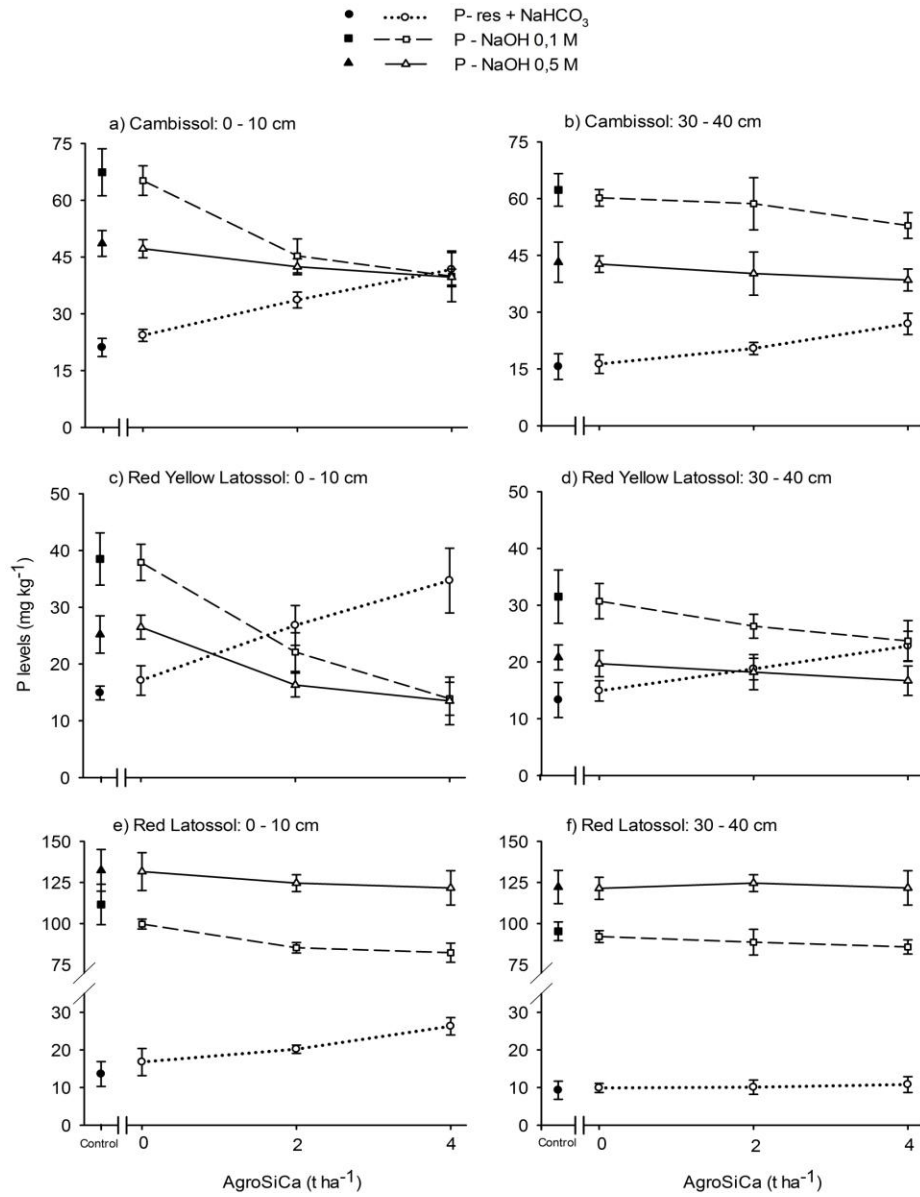 P- res + NaHCO₃
P - NaOH 0,1 M
P - NaOH 0,5 M
a) Cambissol: 0 - 10 cm
75
60
45
30
15
0
b) Cambissol: 30 - 40 cm
75
60
45
30
15
0
c) Red Yellow Latossol: 0 - 10 cm
50
40
30
20
10
0
d) Red Yellow Latossol: 30 - 40 cm
50
40
30
20
10
0
P levels (mg kg⁻¹)
e) Red Latossol: 0 - 10 cm
150
125
100
75
30
20
10
0
Control 0 2 4
AgroSiCa (t ha⁻¹)
f) Red Latossol: 30 - 40 cm
150
125
100
75
30
20
10
0
Control 0 2 4
AgroSiCa (t ha⁻¹)